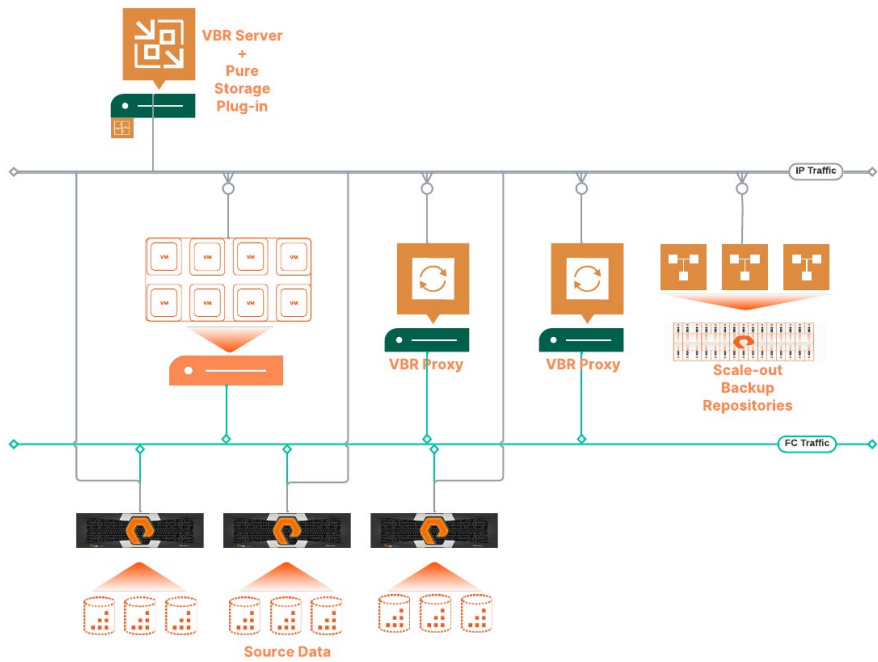 VBR Server
+
Pure
Storage
Plug-in
IP Traffic
VM
VM
VM
VM
VM
VM
VM
VM
VBR Proxy
VBR Proxy
Scale-out
Backup
Repositories
FC Traffic
Source Data